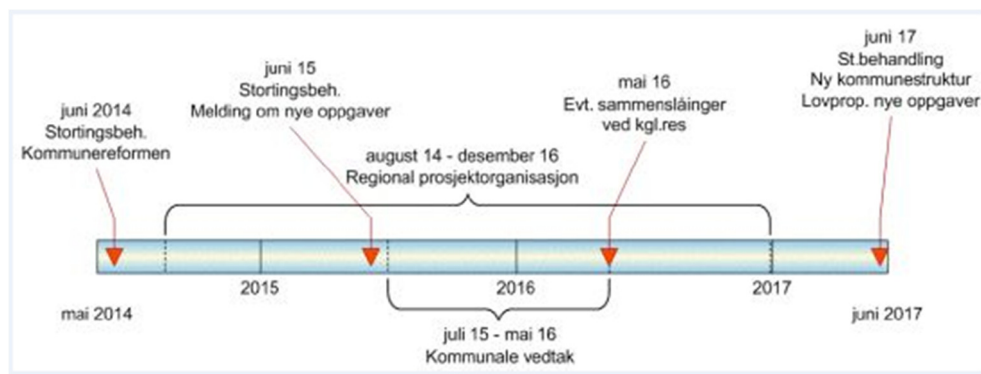 juni 2014
Stortingsbeh.
Kommunereformen
juni 15
Stortingsbeh.
Melding om nye oppgaver
august 14 - desember 16
Regional prosjektorganisasjon
mai 16
Evt. sammenslåinger
ved kgl.res
juni 17
St.behandling
Ny kommunestruktur
Lovprop. nye oppgaver
2015
2016
2017
mai 2014
juni 2017
juli 15 - mai 16
Kommunale vedtak